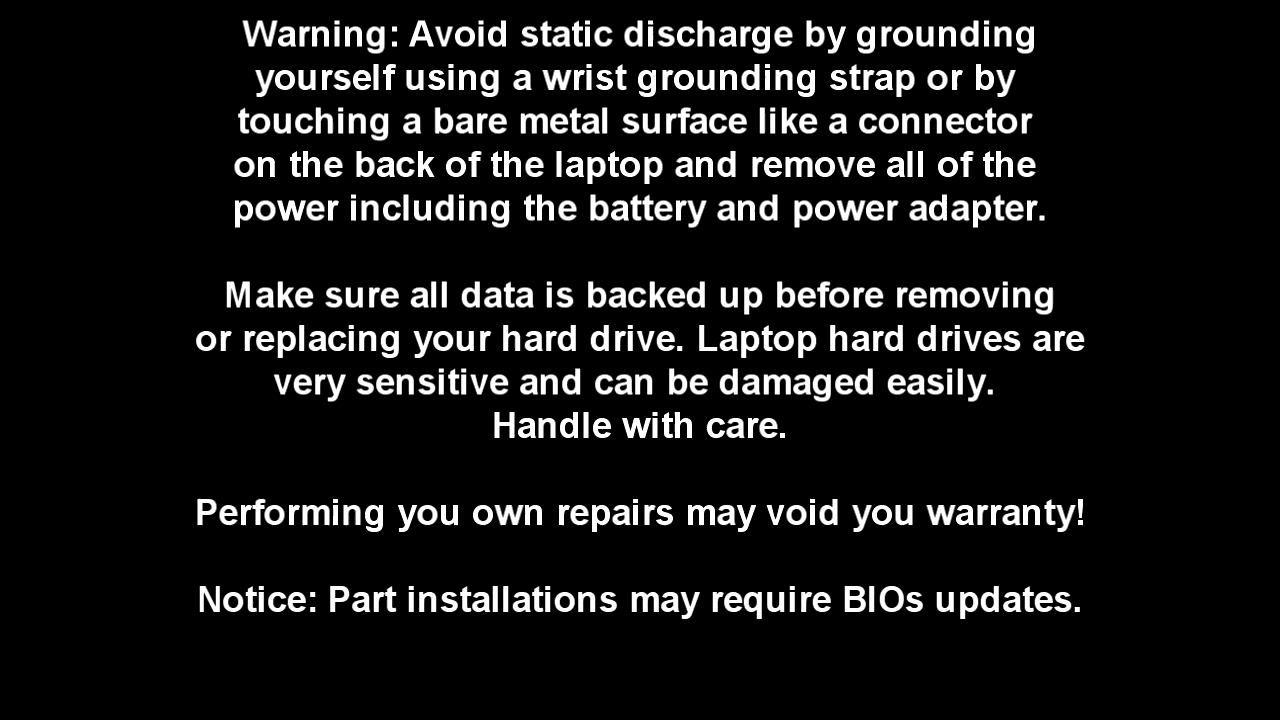 Warning: Avoid static discharge by grounding
yourself using a wrist grounding strap or by
touching a bare metal surface like a connector
on the back of the laptop and remove all of the
power including the battery and power adapter.
Make sure all data is backed up before removing
or replacing your hard drive. Laptop hard drives are
very sensitive and can be damaged easily.
Handle with care.
Performing you own repairs may void you warranty!
Notice: Part installations may require BIOs updates.